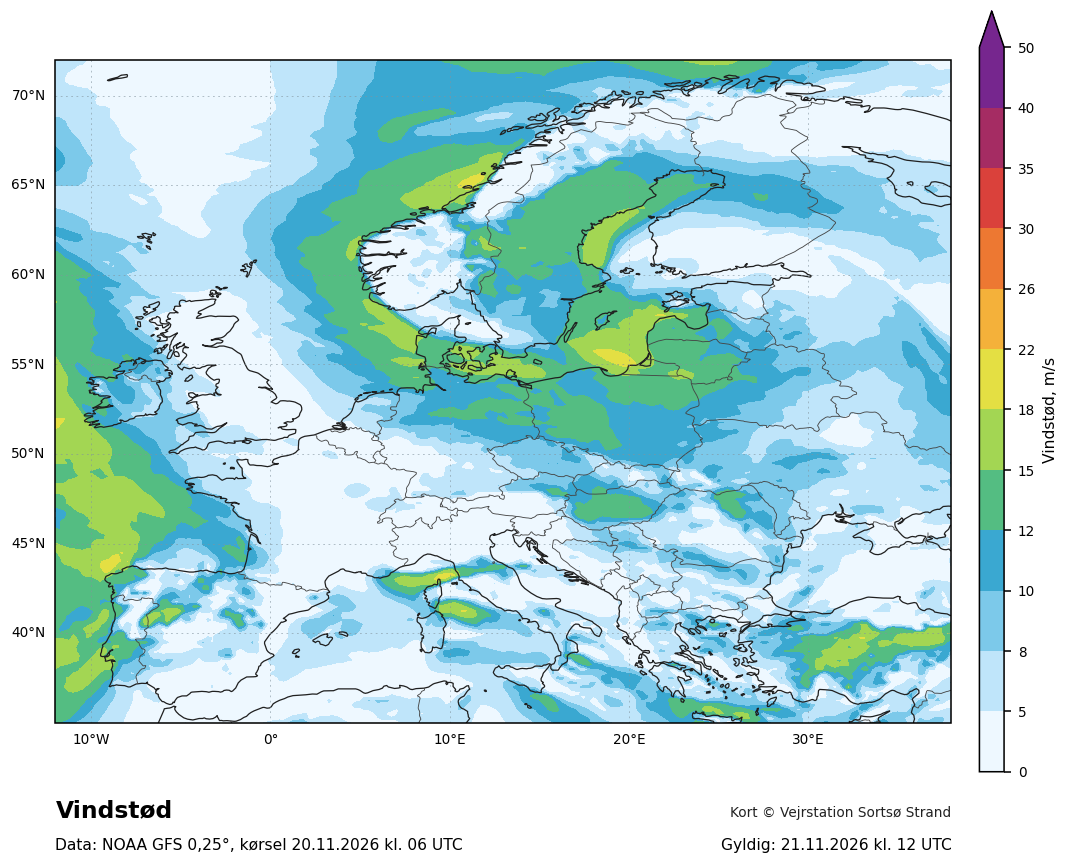 50
40
35
30
26
22
18
15
12
10
8
5
0
Vindstød, m/s
70°N
65°N
60°N
55°N
50°N
45°N
40°N
10°W
0°
10°E
20°E
30°E
Vindstød
Kort © Vejrstation Sortsø Strand
Data: NOAA GFS 0,25°, kørsel 20.11.2026 kl. 06 UTC
Gyldig: 21.11.2026 kl. 12 UTC